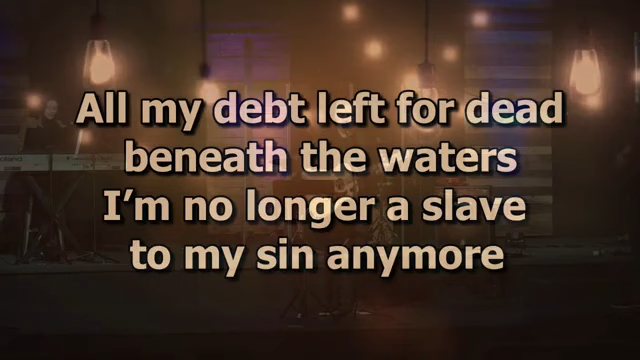 All my debt left for dead
beneath the waters
I’m no longer a slave
to my sin anymore